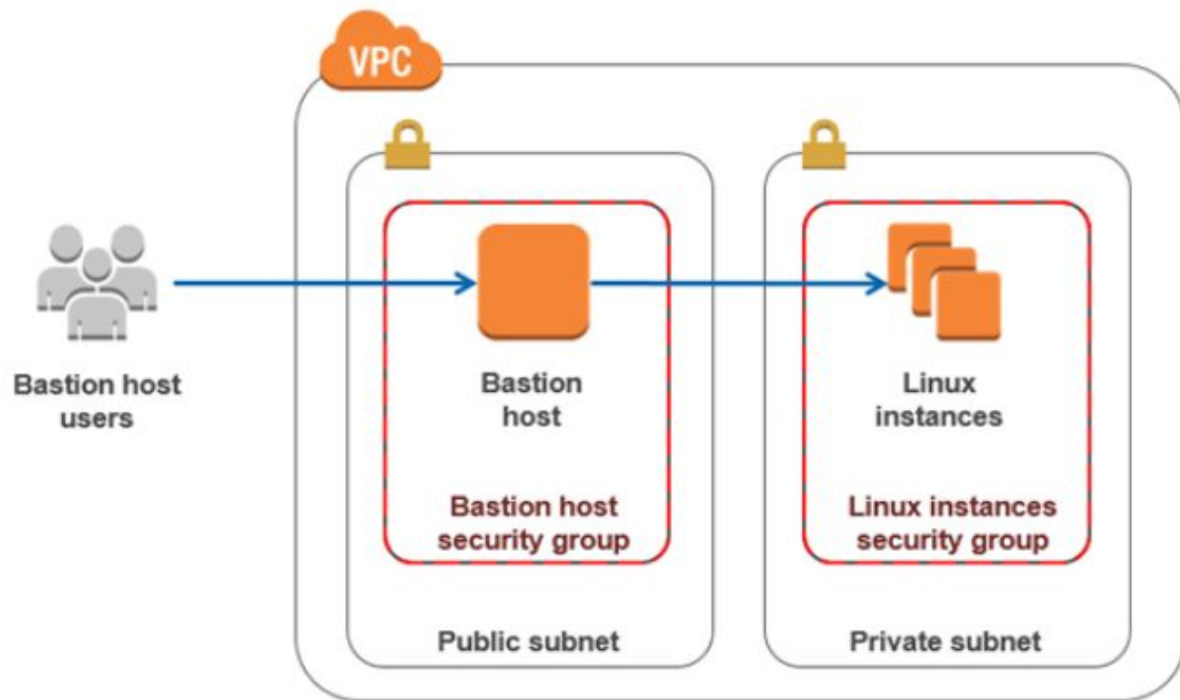 VPC
Bastion host
users
Bastion
host
Bastion host
security group
Public subnet
Linux
instances
Linux instances
security group
Private subnet